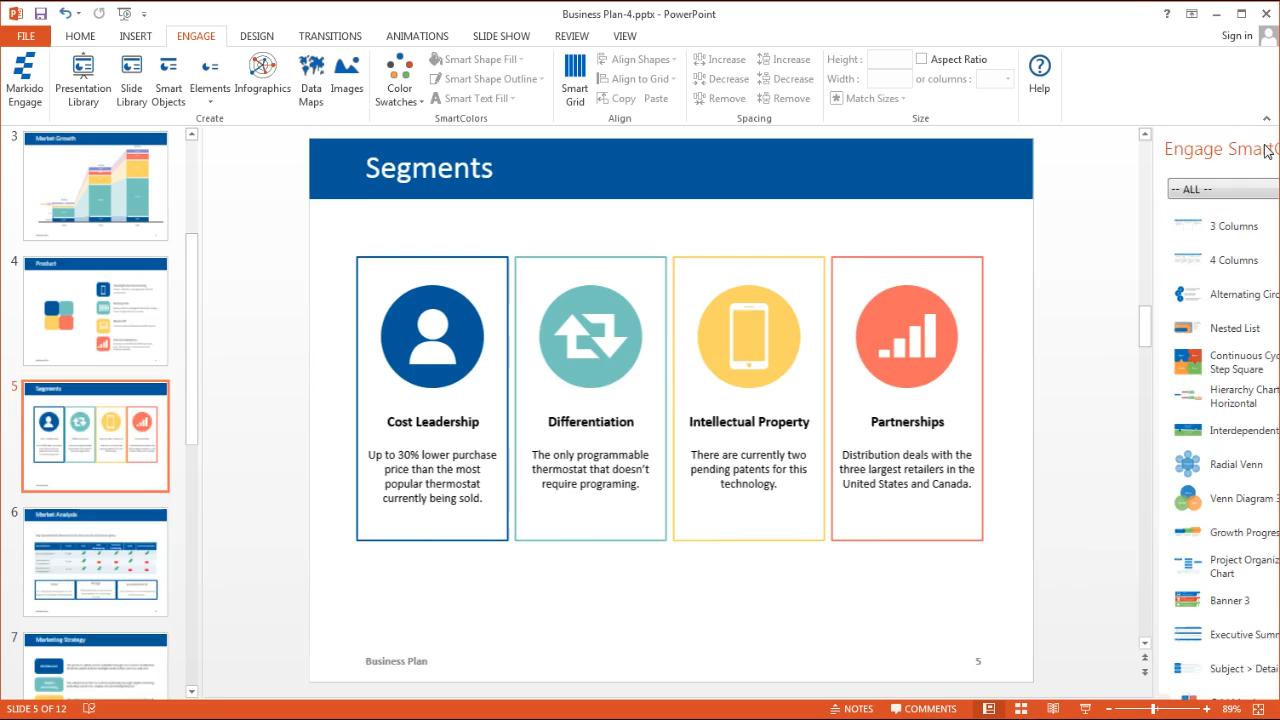 Business Plan-4.pptx - PowerPoint
FILE HOME INSERT ENGAGE DESIGN TRANSITIONS ANIMATIONS SLIDE SHOW REVIEW VIEW Sign in
Markido Engage
Presentation Library
Slide Library
Smart Objects
Elements
Infographics
Data Maps
Images
Create
Color Swatches
Smart Shape Fill
Smart Shape Outline
Smart Text Fill
SmartColors
Smart Grid
Align Shapes
Align to Grid
Copy Paste
Align
Increase Increase
Decrease Decrease
Remove Remove
Spacing
Height : Aspect Ratio
Width : or columns :
Match Sizes
Size
Help
3
Market Growth
4
Product
5
Segments
6
Market Analysis
7
Marketing Strategy
Segments
Cost Leadership
Up to 30% lower purchase
price than the most
popular thermostat
currently being sold.
Differentiation
The only programmable
thermostat that doesn't
require programing.
Intellectual Property
There are currently two
pending patents for this
technology.
Partnerships
Distribution deals with the
three largest retailers in the
United States and Canada.
Business Plan 5
Engage Smart
-- ALL --
3 Columns
4 Columns
Alternating Circ
Nested List
Continuous Cyc
Step Square
Hierarchy Chart
Horizontal
Interdependent
Radial Venn
Venn Diagram 3
Growth Progres
Project Organiza
Chart
Banner 3
Executive Summ
Subject > Detai
SLIDE 5 OF 12 NOTES COMMENTS 89%